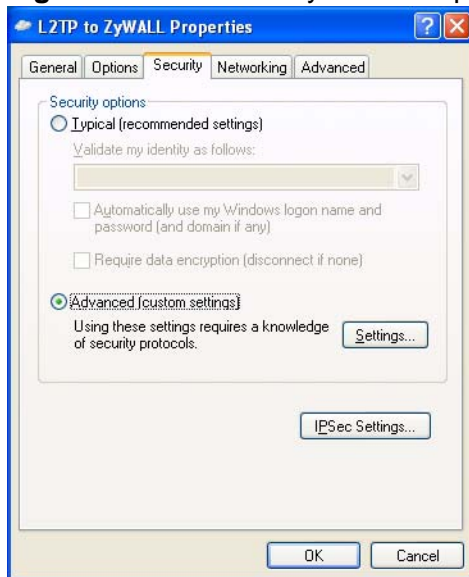 L2TP to ZyWALL Properties
General Options Security Networking Advanced
Security options
Typical (recommended settings)
Validate my identity as follows:
Automatically use my Windows logon name and
password (and domain if any)
Require data encryption (disconnect if none)
Advanced (custom settings)
Using these settings requires a knowledge
of security protocols.
Settings...
IPSec Settings...
OK Cancel